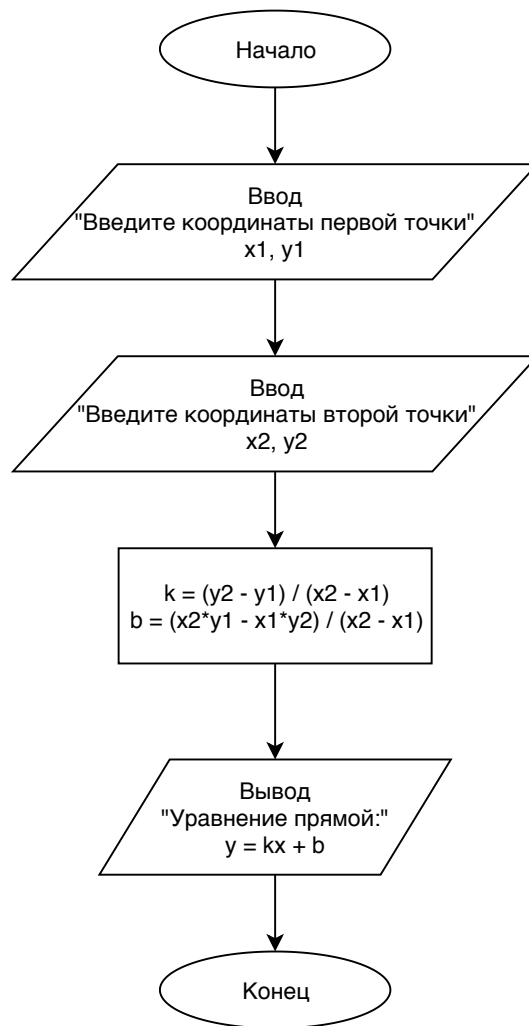 Начало
Ввод
"Введите координаты первой точки"
x1, y1
Ввод
"Введите координаты второй точки"
x2, y2
k = (y2 - y1) / (x2 - x1)
b = (x2*y1 - x1*y2) / (x2 - x1)
Вывод
"Уравнение прямой:"
y = kx + b
Конец